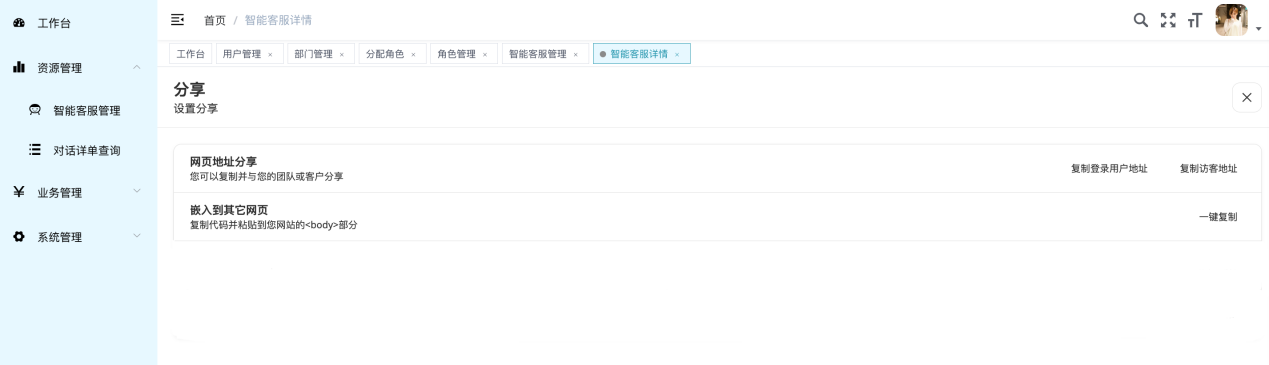 工作台
资源管理
智能客服管理
对话详单查询
业务管理
系统管理
首页 / 智能客服详情
工作台 用户管理 × 部门管理 × 分配角色 × 角色管理 × 智能客服管理 × 智能客服详情 ×
分享
设置分享
网页地址分享
您可以复制并与您的团队或客户分享
复制登录用户地址 复制访客地址
嵌入到其它网页
复制代码并粘贴到您网站的<body>部分
一键复制